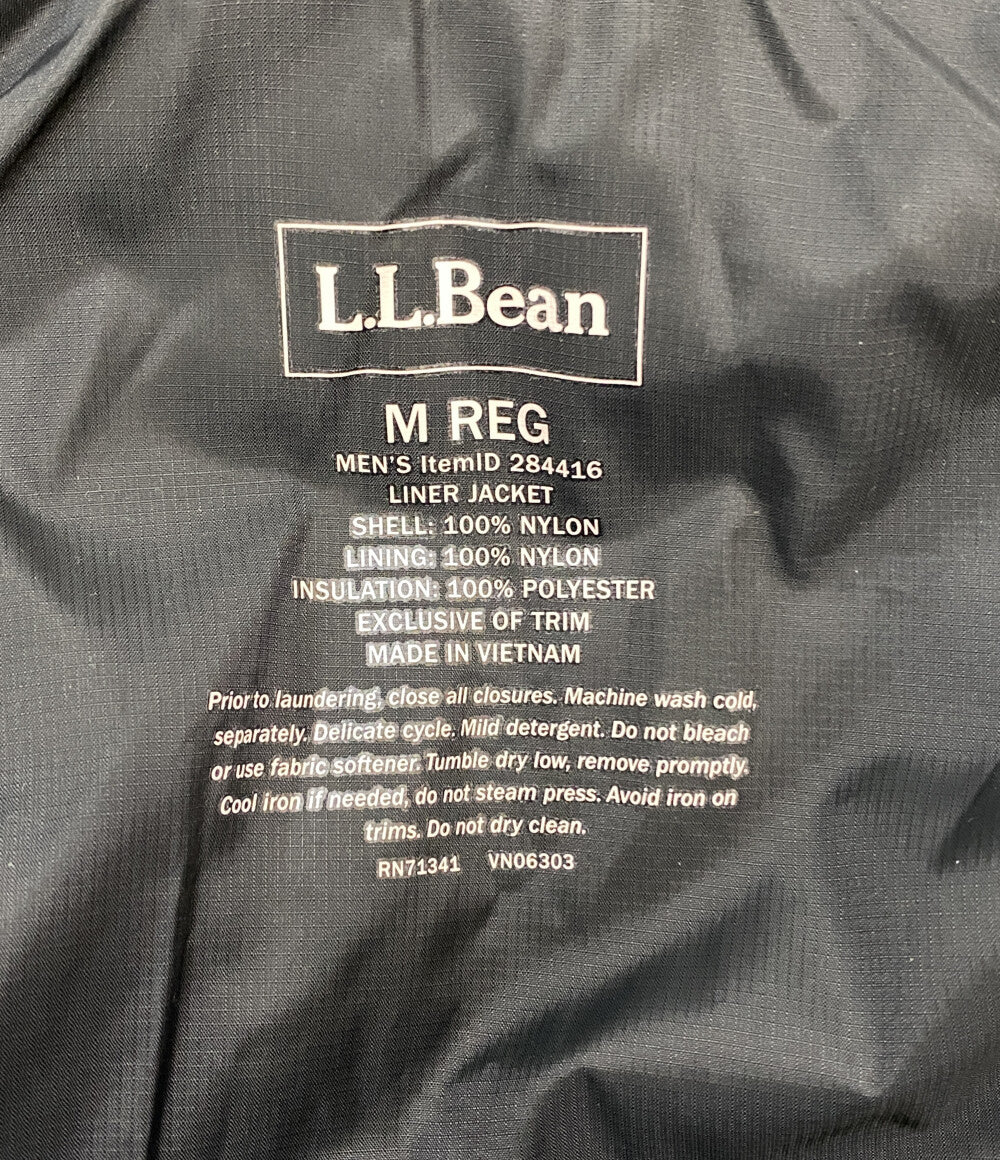 L.L.Bean
M REG
MEN'S ItemID 284416
LINER JACKET
SHELL: 100% NYLON
LINING: 100% NYLON
INSULATION: 100% POLYESTER
EXCLUSIVE OF TRIM
MADE IN VIETNAM
Prior to laundering, close all closures. Machine wash cold,
separately. Delicate cycle. Mild detergent. Do not bleach
or use fabric softener. Tumble dry low, remove promptly.
Cool iron if needed, do not steam press. Avoid iron on
trims. Do not dry clean.
RN71341 VN06303